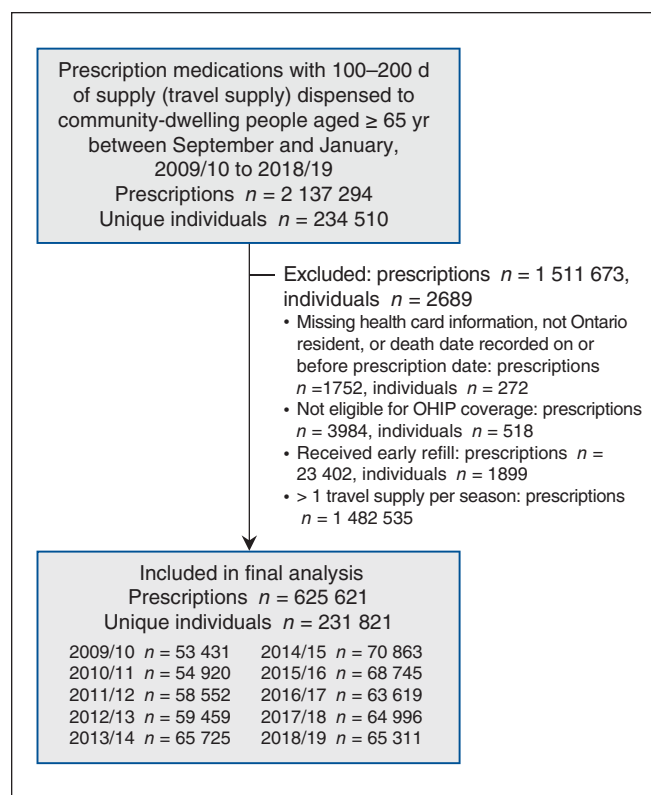 Prescription medications with 100–200 d
of supply (travel supply) dispensed to
community-dwelling people aged ≥ 65 yr
between September and January,
2009/10 to 2018/19
Prescriptions n = 2 137 294
Unique individuals n = 234 510
Excluded: prescriptions n = 1 511 673,
individuals n = 2689
• Missing health card information, not Ontario
resident, or death date recorded on or
before prescription date: prescriptions
n =1752, individuals n = 272
• Not eligible for OHIP coverage: prescriptions
n = 3984, individuals n = 518
• Received early refill: prescriptions n =
23 402, individuals n = 1899
• > 1 travel supply per season: prescriptions
n = 1 482 535
Included in final analysis
Prescriptions n = 625 621
Unique individuals n = 231 821
2009/10 n = 53 431
2010/11 n = 54 920
2011/12 n = 58 552
2012/13 n = 59 459
2013/14 n = 65 725
2014/15 n = 70 863
2015/16 n = 68 745
2016/17 n = 63 619
2017/18 n = 64 996
2018/19 n = 65 311